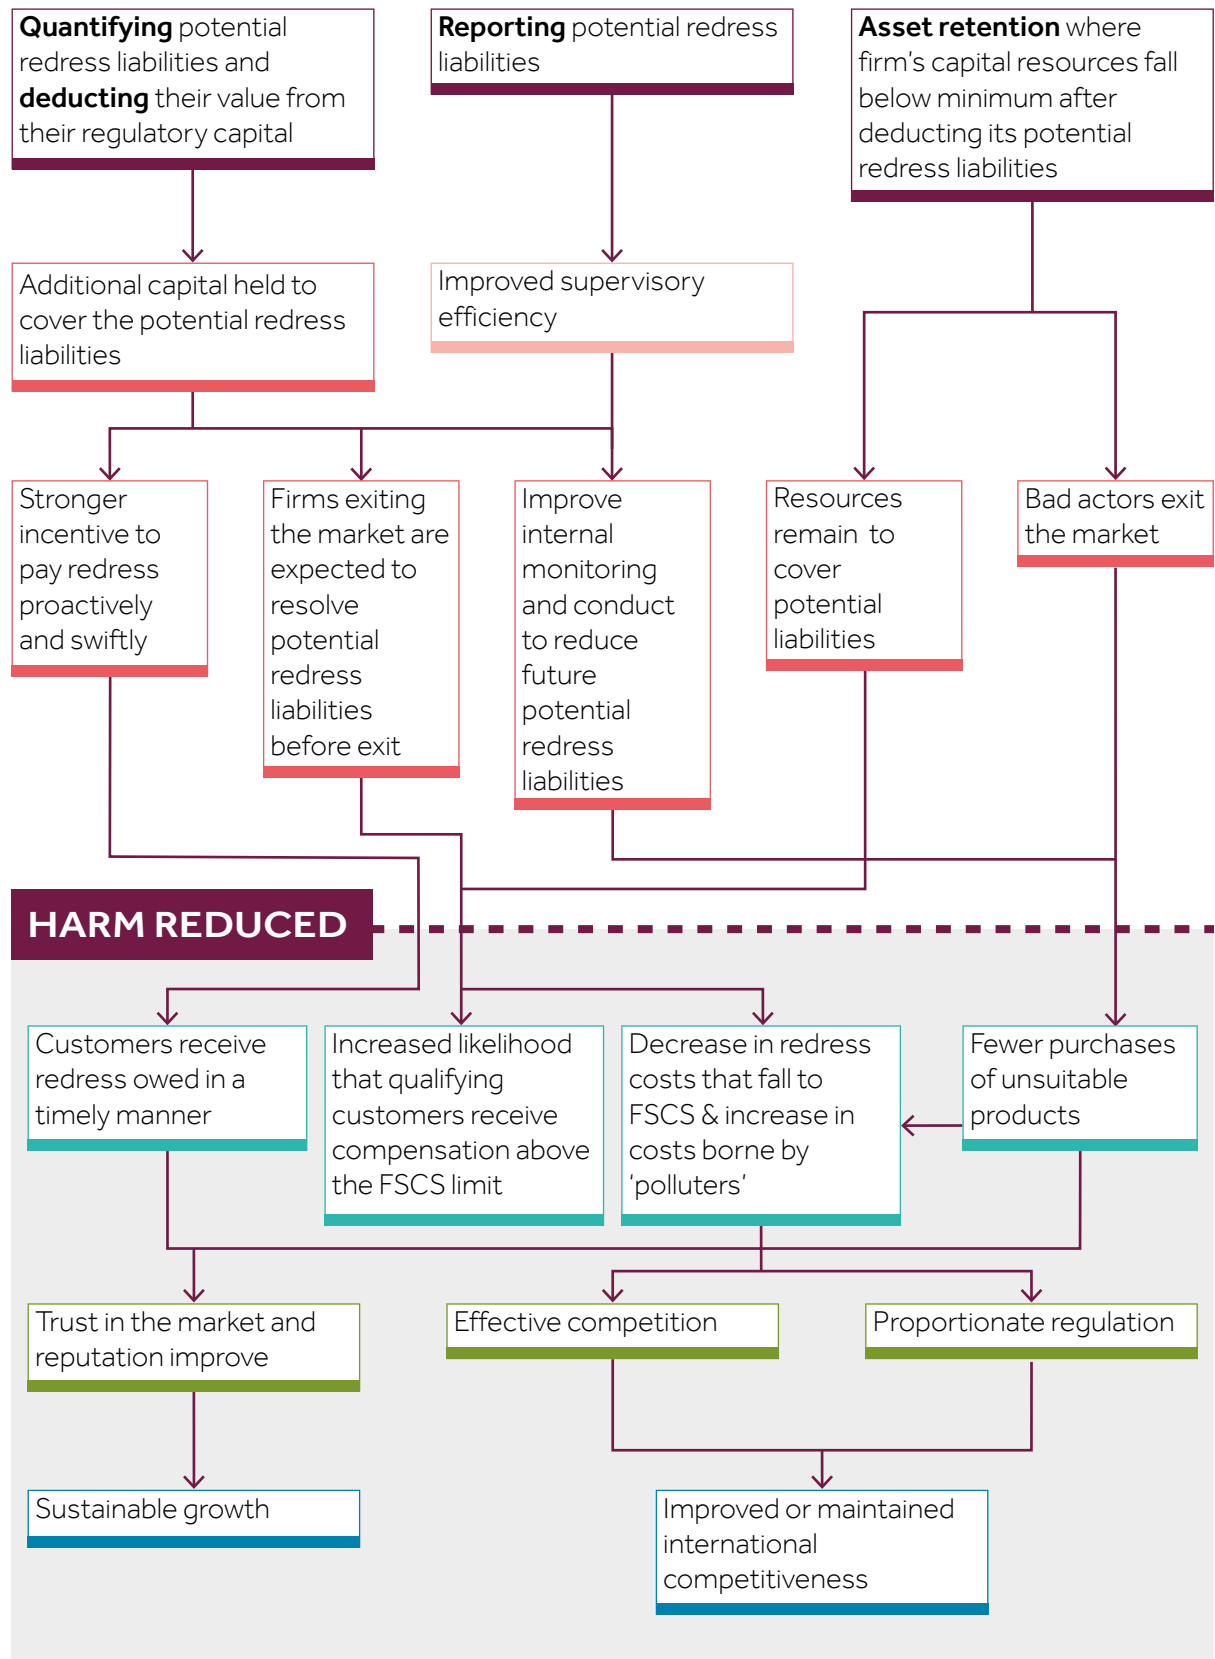 Quantifying potential
redress liabilities and
deducting their value from
their regulatory capital
Reporting potential redress
liabilities
Asset retention where
firm's capital resources fall
below minimum after
deducting its potential
redress liabilities
Additional capital held to
cover the potential redress
liabilities
Improved supervisory
efficiency
Stronger
incentive to
pay redress
proactively
and swiftly
Firms exiting
the market are
expected to
resolve
potential
redress
liabilities
before exit
Improve
internal
monitoring
and conduct
to reduce
future
potential
redress
liabilities
Resources
remain to
cover
potential
liabilities
Bad actors exit
the market
HARM REDUCED
Customers receive
redress owed in a
timely manner
Increased likelihood
that qualifying
customers receive
compensation above
the FSCS limit
Decrease in redress
costs that fall to
FSCS & increase in
costs borne by
‘polluters’
Fewer purchases
of unsuitable
products
Trust in the market and
reputation improve
Effective competition
Proportionate regulation
Sustainable growth
Improved or maintained
international
competitiveness